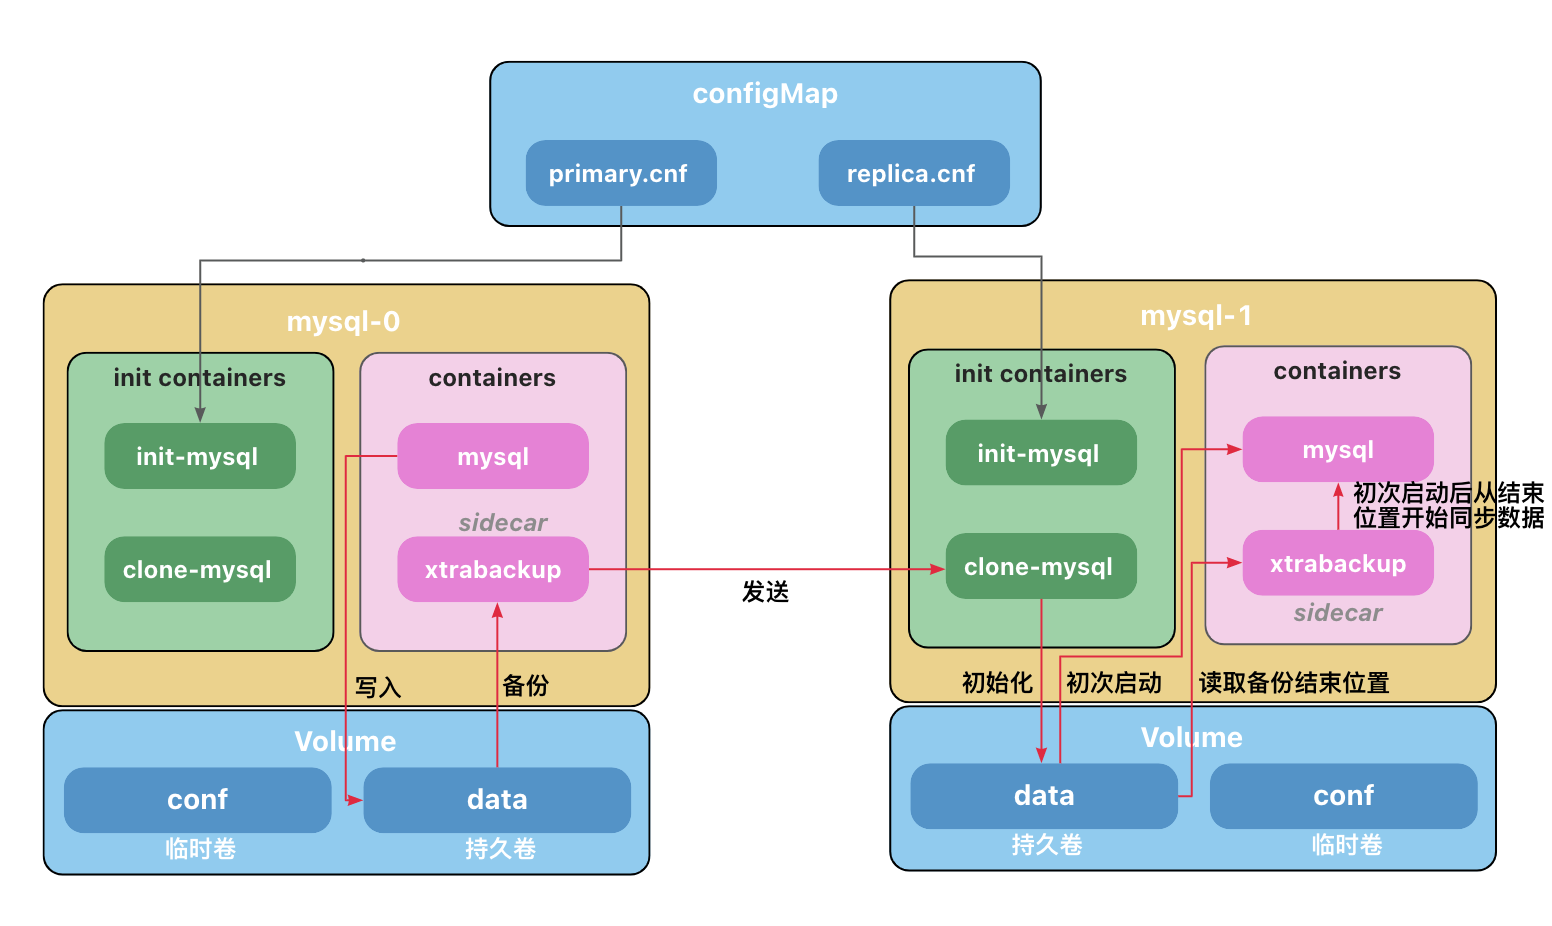 configMap
primary.cnf
replica.cnf
mysql-0
init containers
init-mysql
clone-mysql
containers
mysql
sidecar
xtrabackup
写入
备份
发送
Volume
conf
临时卷
data
持久卷
mysql-1
init containers
init-mysql
clone-mysql
containers
mysql
初次启动后从结束
位置开始同步数据
xtrabackup
sidecar
初始化
初次启动
读取备份结束位置
Volume
data
持久卷
conf
临时卷